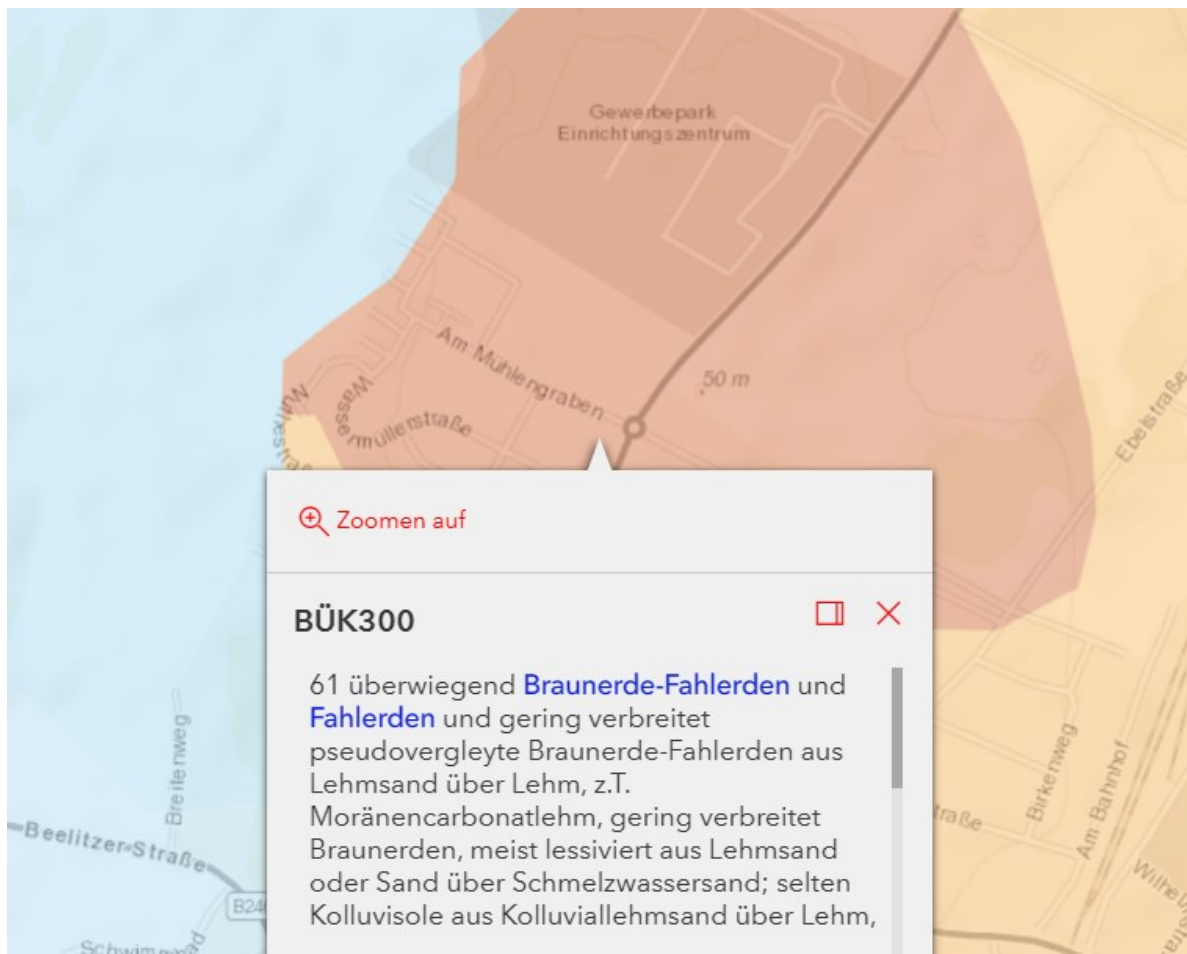 Gewerbepark
Einrichtungszentrum
Am Mühlengraben
50 m
Wassermüllerstraße
Ebelstraße
Zoomen auf
BÜK300
61 überwiegend Braunerde-Fahlerden und
Fahlerden und gering verbreitet
pseudovergleyte Braunerde-Fahlerden aus
Lehmsand über Lehm, z.T.
Moränencarbonatlehm, gering verbreitet
Braunerden, meist lessiviert aus Lehmsand
oder Sand über Schmelzwassersand; selten
Kolluvisole aus Kolluviallehmsand über Lehm,
Breitenweg
Beelitzer-Straße
B246
Birkenweg
Am Bahnhof